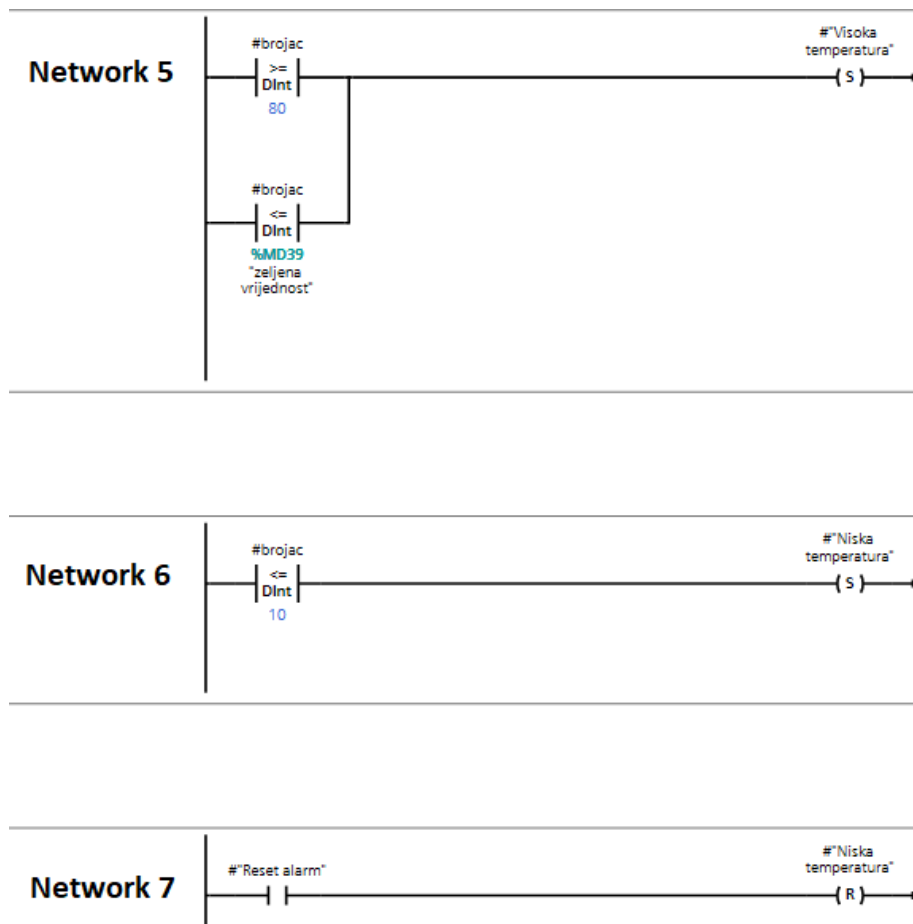 Network 5
#brojac
>=
DInt
80
#"Visoka
temperatura"
S
#brojac
<=
DInt
%MD39
"zeljena
vrijednost"
Network 6
#brojac
<=
DInt
10
#"Niska
temperatura"
S
Network 7
#"Reset alarm"
#"Niska
temperatura"
R